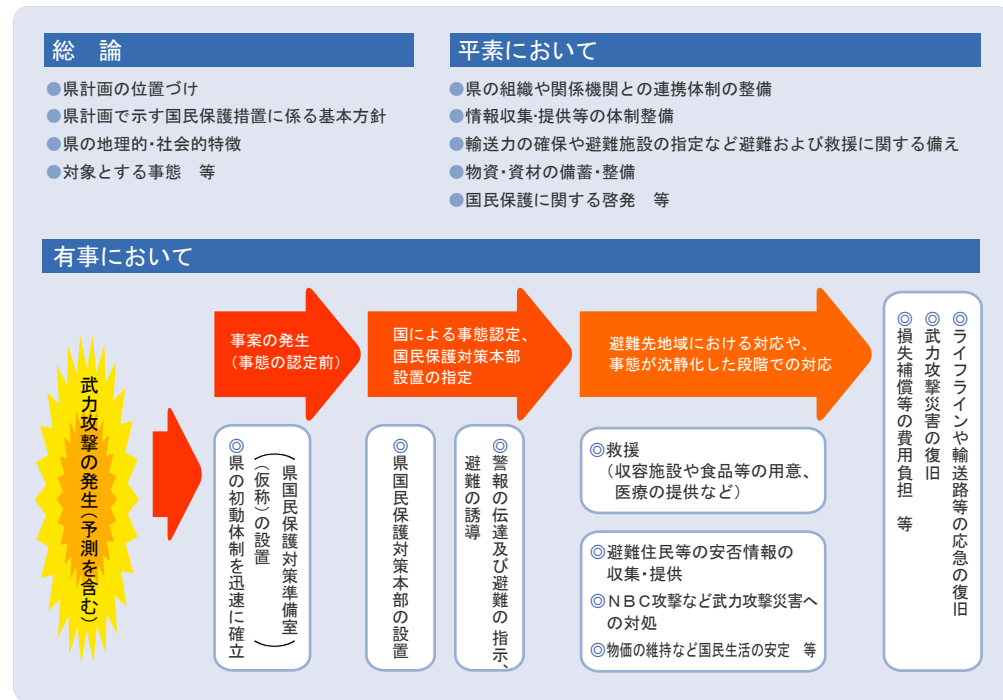 総 論
●県計画の位置づけ
●県計画で示す国民保護措置に係る基本方針
●県の地理的・社会的特徴
●対象とする事態 等
平素において
●県の組織や関係機関との連携体制の整備
●情報収集・提供等の体制整備
●輸送力の確保や避難施設の指定など避難および救援に関する備え
●物資・資材の備蓄・整備
●国民保護に関する啓発 等
有事において
武力攻撃の発生(予測を含む)
事案の発生
(事態の認定前)
◎県の初動体制を迅速に確立
(県国民保護対策準備室
(仮称)の設置)
国による事態認定、
国民保護対策本部
設置の指定
◎県国民保護対策本部の設置
◎警報の伝達及び避難の指示、
避難の誘導
避難先地域における対応や、
事態が沈静化した段階での対応
◎救援
(収容施設や食品等の用意、
医療の提供など)
◎避難住民等の安否情報の
収集・提供
◎NBC攻撃など武力攻撃災害へ
の対処
◎物価の維持など国民生活の安定 等
◎ライフラインや輸送路等の応急の復旧
◎武力攻撃災害の復旧
◎損失補償等の費用負担 等